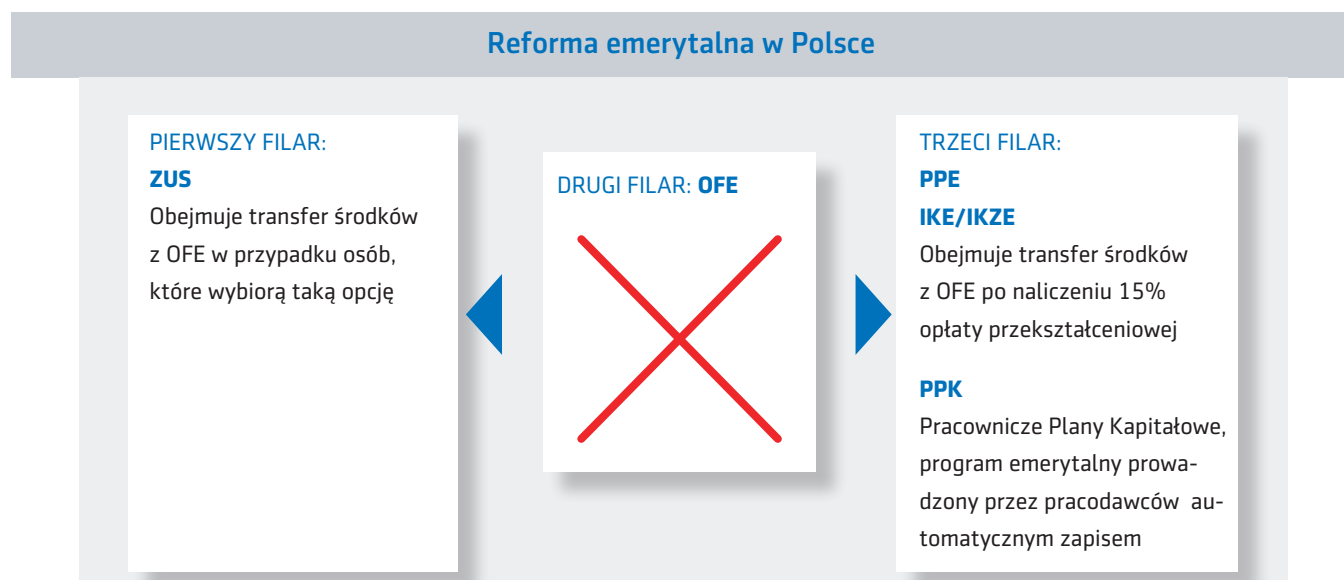 Reforma emerytalna w Polsce
PIERWSZY FILAR:
ZUS
Obejmuje transfer środków
z OFE w przypadku osób,
które wybiorą taką opcję
DRUGI FILAR: OFE
TRZECI FILAR:
PPE
IKE/IKZE
Obejmuje transfer środków
z OFE po naliczeniu 15%
opłaty przekształceniowej
PPK
Pracownicze Plany Kapitałowe,
program emerytalny prowa-
dzony przez pracodawców  au-
tomatycznym zapisem